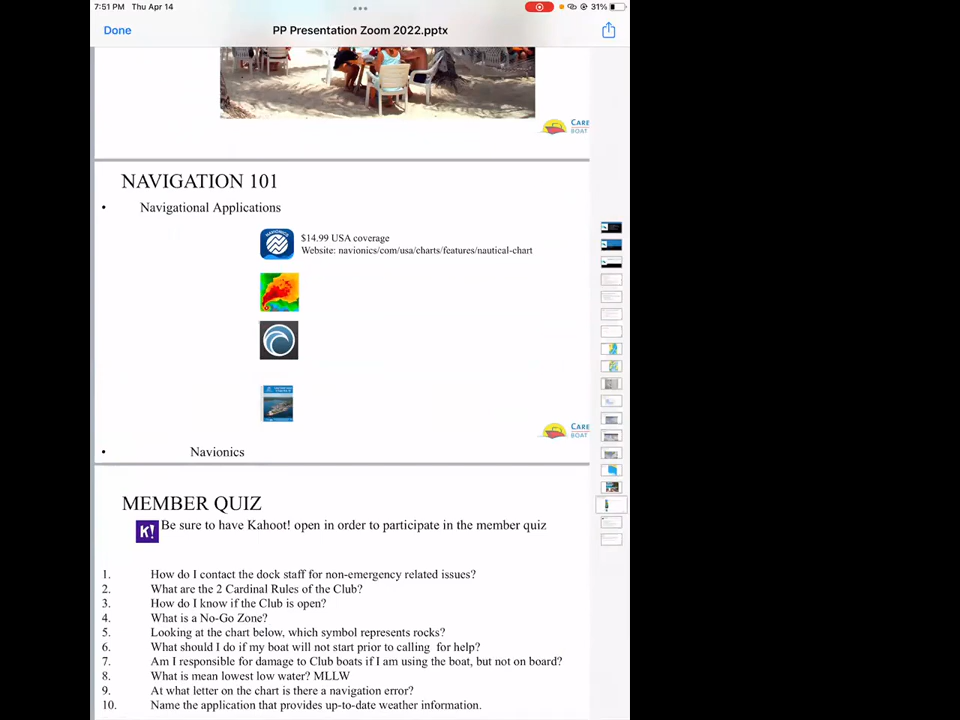 7:51 PM Thu Apr 14
31%
Done
PP Presentation Zoom 2022.pptx
CARE
BOAT
NAVIGATION 101
• Navigational Applications
NAVIONICS
$14.99 USA coverage
Website: navionics/com/usa/charts/features/nautical-chart
CARE
BOAT
• Navionics
MEMBER QUIZ
K!
Be sure to have Kahoot! open in order to participate in the member quiz
1. How do I contact the dock staff for non-emergency related issues?
2. What are the 2 Cardinal Rules of the Club?
3. How do I know if the Club is open?
4. What is a No-Go Zone?
5. Looking at the chart below, which symbol represents rocks?
6. What should I do if my boat will not start prior to calling for help?
7. Am I responsible for damage to Club boats if I am using the boat, but not on board?
8. What is mean lowest low water? MLLW
9. At what letter on the chart is there a navigation error?
10. Name the application that provides up-to-date weather information.